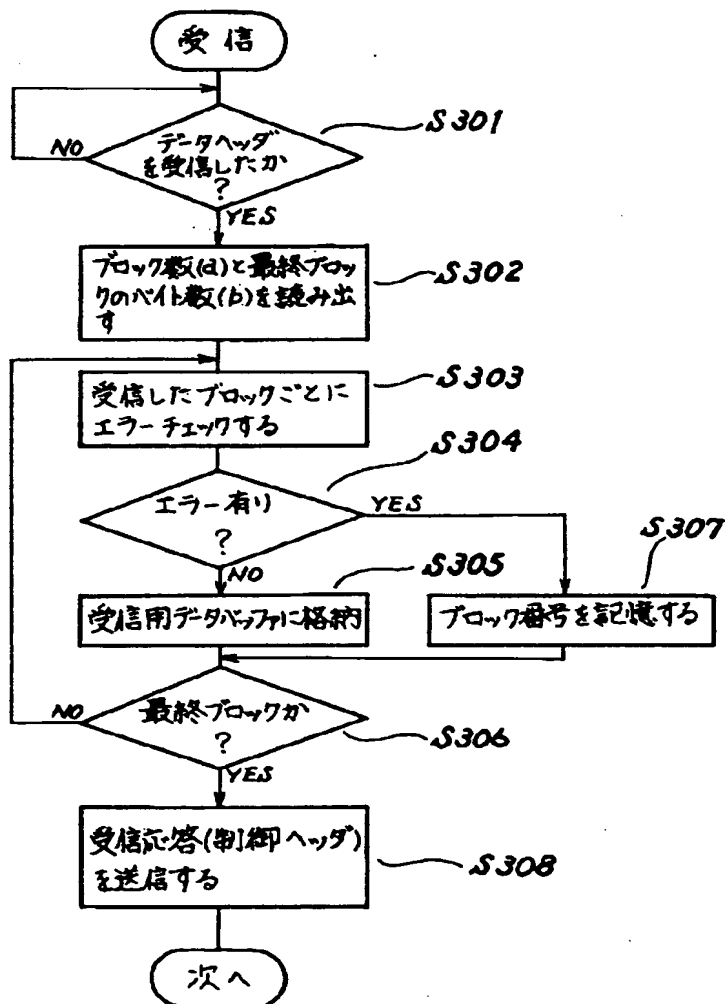 受信
データヘッダ
を受信したか
?
S301
NO
YES
ブロック数(a)と最終ブロッ
クのバイト数(b)を読み出
す
S302
受信したブロックごとに
エラーチェックする
S303
エラー有り
?
S304
YES
NO
受信用データバッファに格納
S305
ブロック番号を記憶する
S307
最終ブロックか
?
NO
S306
YES
受信応答(制御ヘッダ)
を送信する
S308
次へ